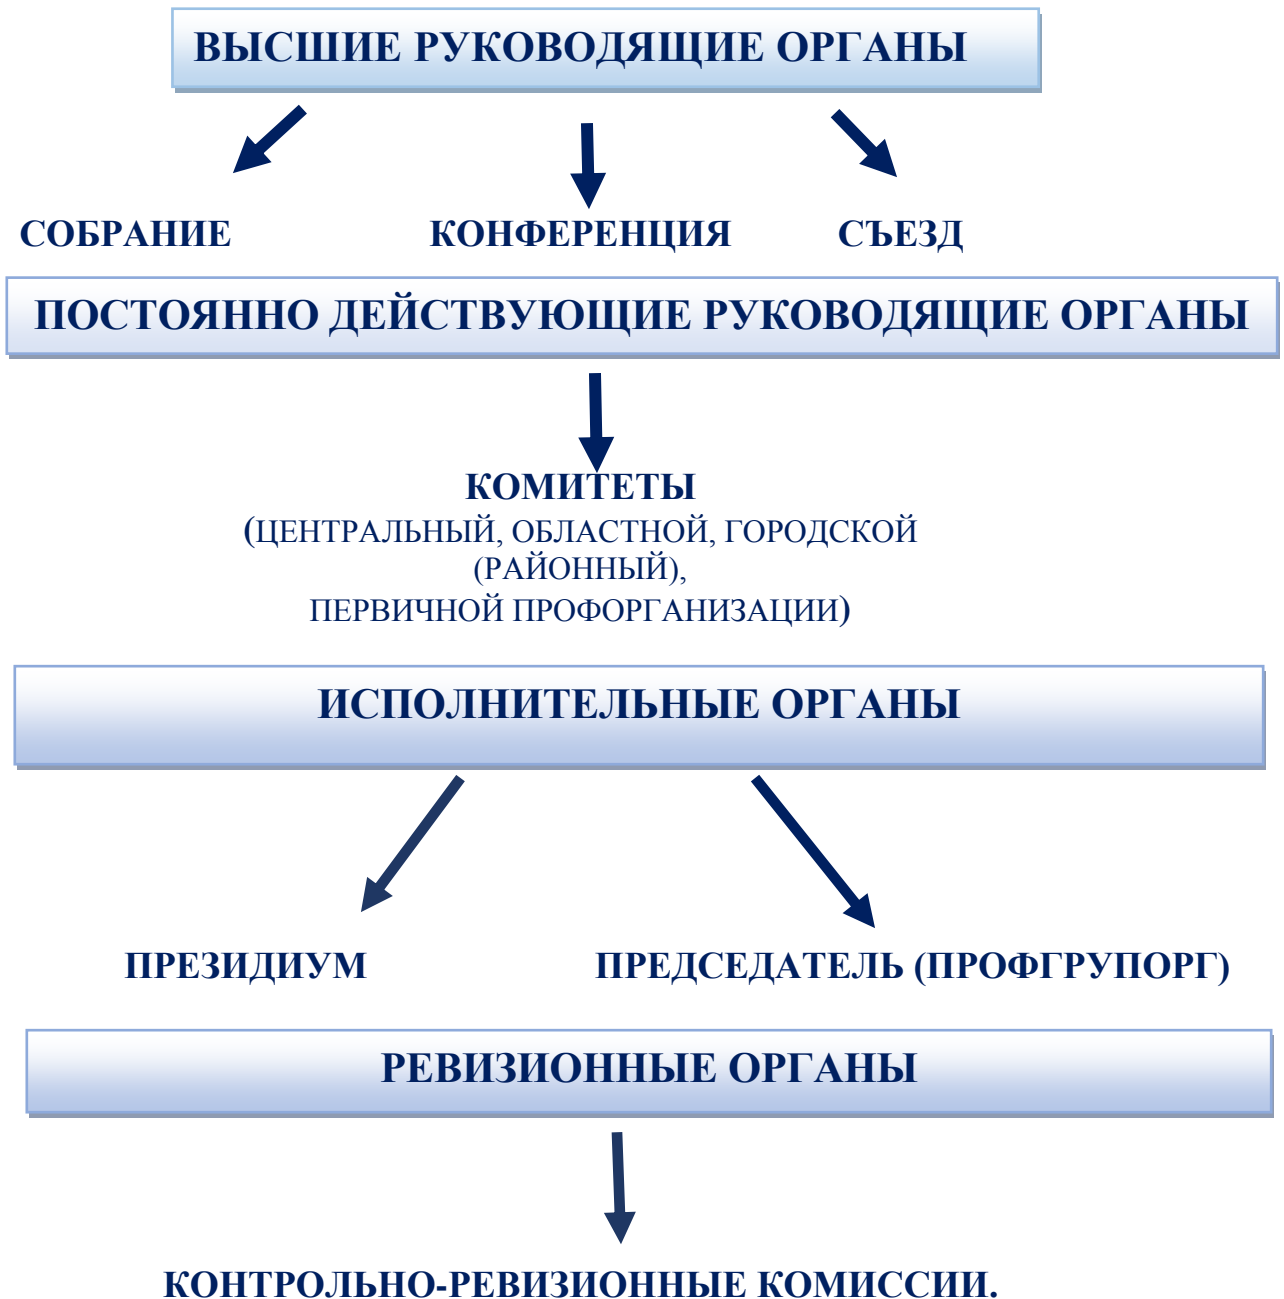 ВЫСШИЕ РУКОВОДЯЩИЕ ОРГАНЫ
СОБРАНИЕ КОНФЕРЕНЦИЯ СЪЕЗД
ПОСТОЯННО ДЕЙСТВУЮЩИЕ РУКОВОДЯЩИЕ ОРГАНЫ
КОМИТЕТЫ
(ЦЕНТРАЛЬНЫЙ, ОБЛАСТНОЙ, ГОРОДСКОЙ
(РАЙОННЫЙ),
ПЕРВИЧНОЙ ПРОФОРГАНИЗАЦИИ)
ИСПОЛНИТЕЛЬНЫЕ ОРГАНЫ
ПРЕЗИДИУМ ПРЕДСЕДАТЕЛЬ (ПРОФГРУПОРГ)
РЕВИЗИОННЫЕ ОРГАНЫ
КОНТРОЛЬНО-РЕВИЗИОННЫЕ КОМИССИИ.